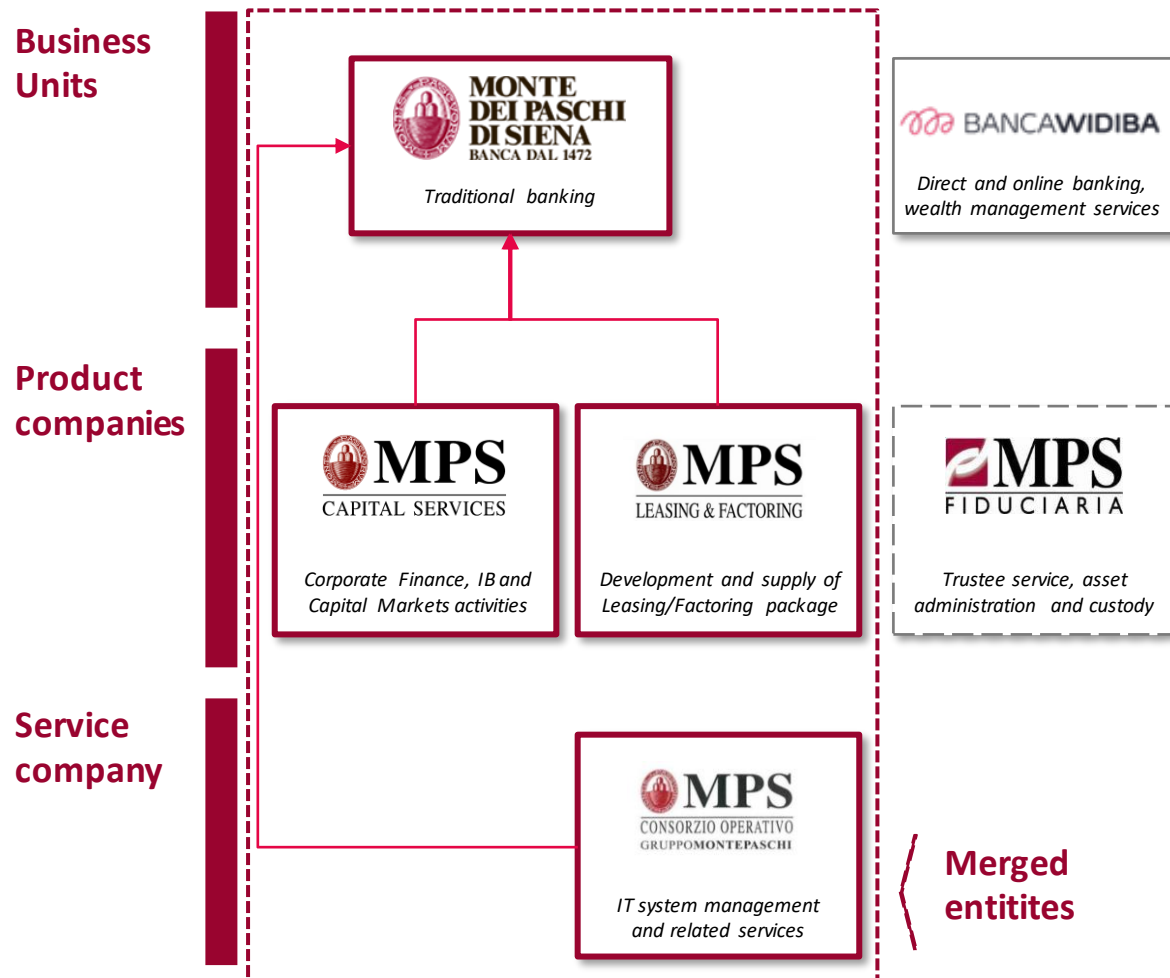 Business
Units
MONTE
DEI PASCHI
DI SIENA
BANCA DAL 1472
Traditional banking
BANCAWIDIBA
Direct and online banking,
wealth management services
Product
companies
MPS
CAPITAL SERVICES
Corporate Finance, IB and
Capital Markets activities
MPS
LEASING & FACTORING
Development and supply of
Leasing/Factoring package
MPS
FIDUCIARIA
Trustee service, asset
administration and custody
Service
company
MPS
CONSORZIO OPERATIVO
GRUPPOMONTEPASCHI
IT system management
and related services
Merged
entitites